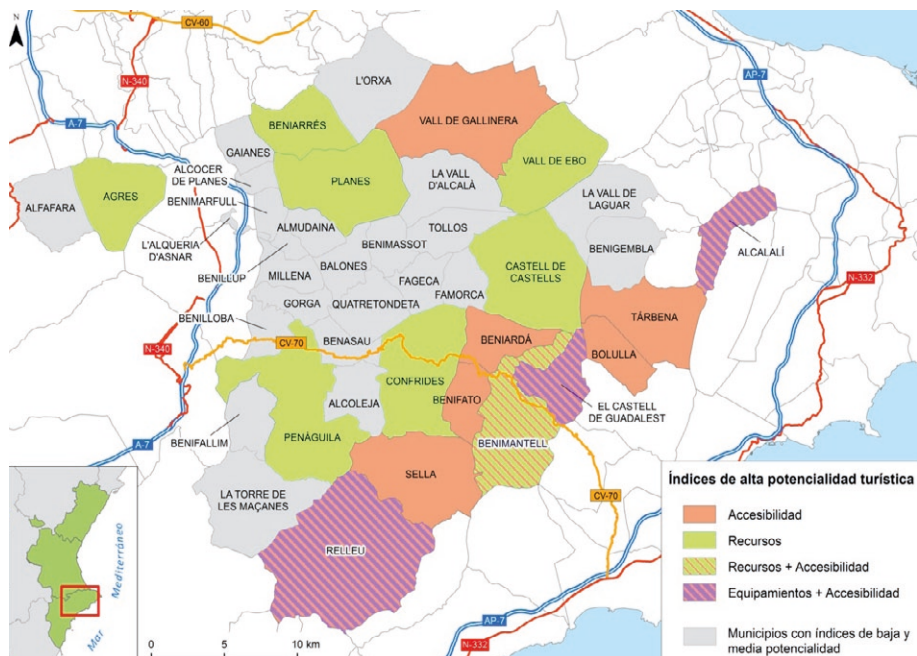 CV-60
N-340
A-7
AP-7
L'ORXA
BENIARRÉS
VALL DE GALLINERA
GAIANES
ALCOCER
DE PLANES
PLANES
LA VALL
D'ALCALÀ
VALL DE EBO
AGRES
ALFAFARA
BENIMARFULL
LA VALL DE
LAGUAR
ALMUDAINA
TOLLOS
L'ALQUERIA
D'ASNAR
BENIMASSOT
BENIGEMBLA
ALCALALÍ
BENILLUP
BALONES
MILLENA
FAGECA
CASTELL DE
CASTELLS
N-332
GORGA
QUATRETONDETA
FAMORCA
TÀRBENA
BENILLOBA
BENASAU
BENIARDÀ
BOLULLA
CV-70
N-340
CONFRIDES
ALCOLEJA
BENIFATO
EL CASTELL
DE GUADALEST
BENIFALLIM
PENÀGUILA
BENIMANTELL
A-7
SELLA
LA TORRE DE
LES MAÇANES
CV-70
RELLEU
AP-7
N-332
Mar Mediterráneo
0 5 10 km
Índices de alta potencialidad turística
Accesibilidad
Recursos
Recursos + Accesibilidad
Equipamientos + Accesibilidad
Municipios con índices de baja y
media potencialidad